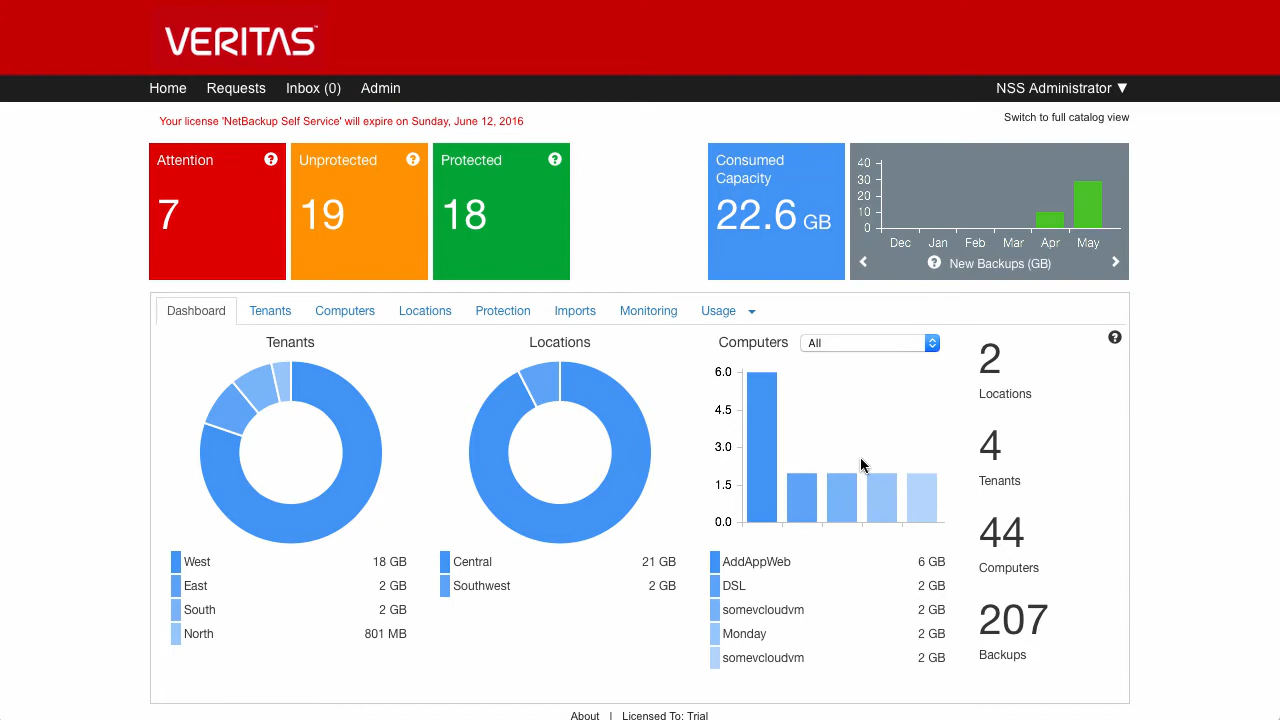 VERITAS™
Home Requests Inbox (0) Admin NSS Administrator ▼
Your license 'NetBackup Self Service' will expire on Sunday, June 12, 2016
Switch to full catalog view
Attention ?
7
Unprotected ?
19
Protected ?
18
Consumed
Capacity
22.6 GB
40
30
20
10
0
Dec Jan Feb Mar Apr May
? New Backups (GB)
Dashboard Tenants Computers Locations Protection Imports Monitoring Usage
Tenants
West 18 GB
East 2 GB
South 2 GB
North 801 MB
Locations
Central 21 GB
Southwest 2 GB
Computers All
6.0
4.5
3.0
1.5
0.0
AddAppWeb 6 GB
DSL 2 GB
somevcloudvm 2 GB
Monday 2 GB
somevcloudvm 2 GB
?
2
Locations
4
Tenants
44
Computers
207
Backups
About | Licensed To: Trial